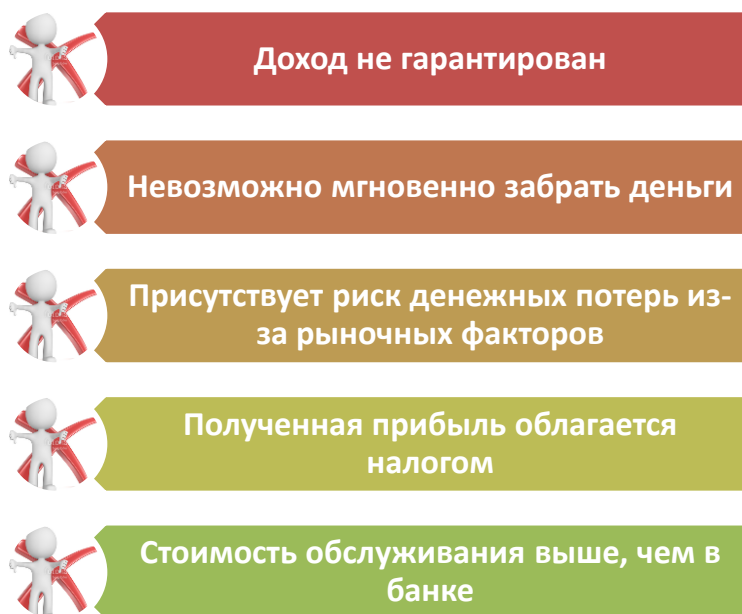 Доход не гарантирован
Невозможно мгновенно забрать деньги
Присутствует риск денежных потерь из-
за рыночных факторов
Полученная прибыль облагается
налогом
Стоимость обслуживания выше, чем в
банке